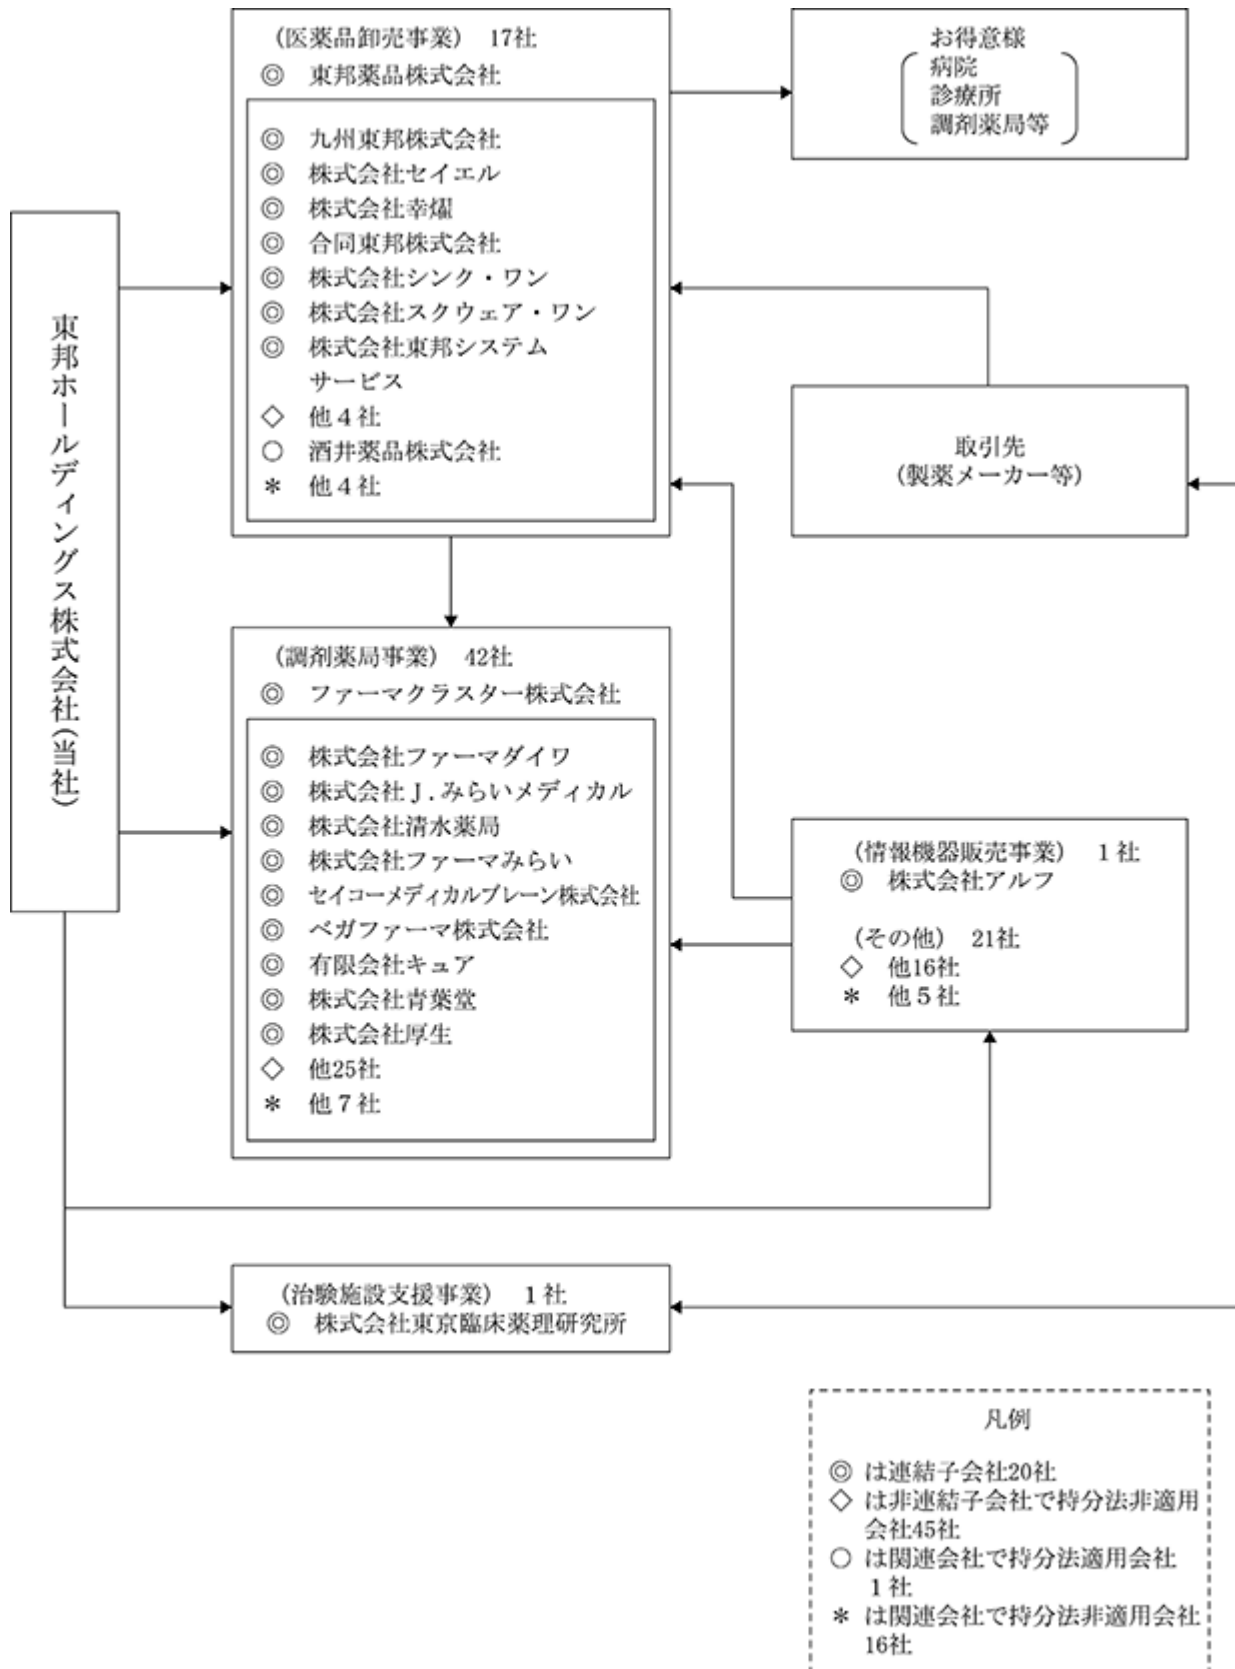 東邦ホールディングス株式会社(当社)
(医薬品卸売事業) 17社
◎ 東邦薬品株式会社
◎ 九州東邦株式会社
◎ 株式会社セイエル
◎ 株式会社幸燿
◎ 合同東邦株式会社
◎ 株式会社シンク・ワン
◎ 株式会社スクウェア・ワン
◎ 株式会社東邦システム
サービス
◇ 他4社
○ 酒井薬品株式会社
* 他4社
お得意様
病院
診療所
調剤薬局等
取引先
(製薬メーカー等)
(調剤薬局事業) 42社
◎ ファーマクラスター株式会社
◎ 株式会社ファーマダイワ
◎ 株式会社J.みらいメディカル
◎ 株式会社清水薬局
◎ 株式会社ファーマみらい
◎ セイコーメディカルブレーン株式会社
◎ ベガファーマ株式会社
◎ 有限会社キュア
◎ 株式会社青葉堂
◎ 株式会社厚生
◇ 他25社
* 他7社
(情報機器販売事業) 1社
◎ 株式会社アルフ
(その他) 21社
◇ 他16社
* 他5社
(治験施設支援事業) 1社
◎ 株式会社東京臨床薬理研究所
凡例
◎ は連結子会社20社
◇ は非連結子会社で持分法非適用
会社45社
○ は関連会社で持分法適用会社
1社
* は関連会社で持分法非適用会社
16社